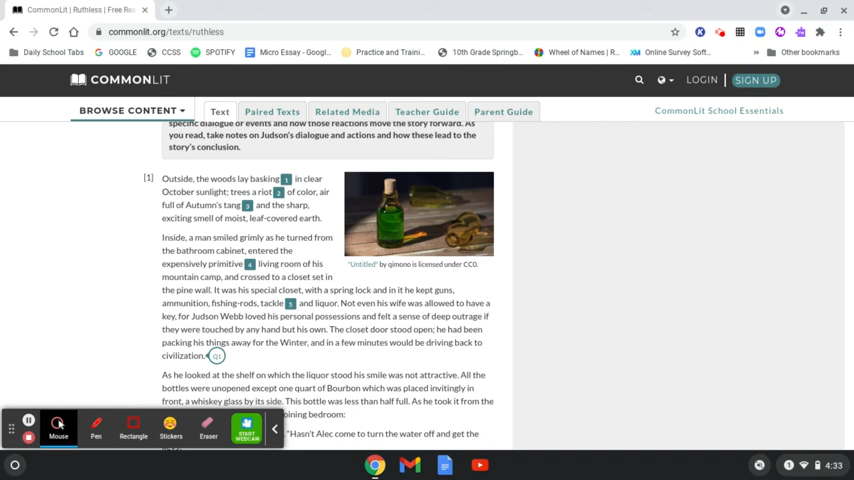 CommonLit | Ruthless | Free Rea
commonlit.org/texts/ruthless
Daily School Tabs
GOOGLE
CCSS
SPOTIFY
Micro Essay - Googl...
Practice and Traini...
10th Grade Springb...
Wheel of Names | R...
Online Survey Soft...
»
Other bookmarks
COMMONLIT
LOGIN
SIGN UP
BROWSE CONTENT
Text
Paired Texts
Related Media
Teacher Guide
Parent Guide
CommonLit School Essentials
specific dialogue or events and how those reactions move the story forward. As
you read, take notes on Judson's dialogue and actions and how these lead to the
story's conclusion.
[1] Outside, the woods lay basking 1 in clear
October sunlight; trees a riot 2 of color, air
full of Autumn's tang 3 and the sharp,
exciting smell of moist, leaf-covered earth.
"Untitled" by qimono is licensed under CC0.
Inside, a man smiled grimly as he turned from
the bathroom cabinet, entered the
expensively primitive 4 living room of his
mountain camp, and crossed to a closet set in
the pine wall. It was his special closet, with a spring lock and in it he kept guns,
ammunition, fishing-rods, tackle 5 and liquor. Not even his wife was allowed to have a
key, for Judson Webb loved his personal possessions and felt a sense of deep outrage if
they were touched by any hand but his own. The closet door stood open; he had been
packing his things away for the Winter, and in a few minutes would be driving back to
civilization. Q1
As he looked at the shelf on which the liquor stood his smile was not attractive. All the
bottles were unopened except one quart of Bourbon which was placed invitingly in
front, a whiskey glass by its side. This bottle was less than half full. As he took it from the
joining bedroom:
"Hasn't Alec come to turn the water off and get the
Mouse
Pen
Rectangle
Stickers
Eraser
START
WEBCAM
1
4:33